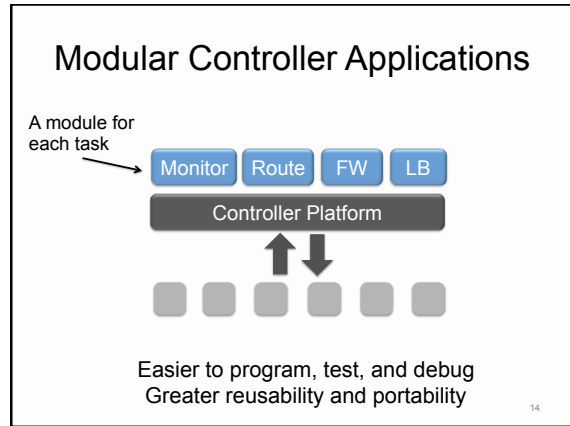 Modular Controller Applications
A module for
each task
Monitor Route FW LB
Controller Platform
Easier to program, test, and debug
Greater reusability and portability
14